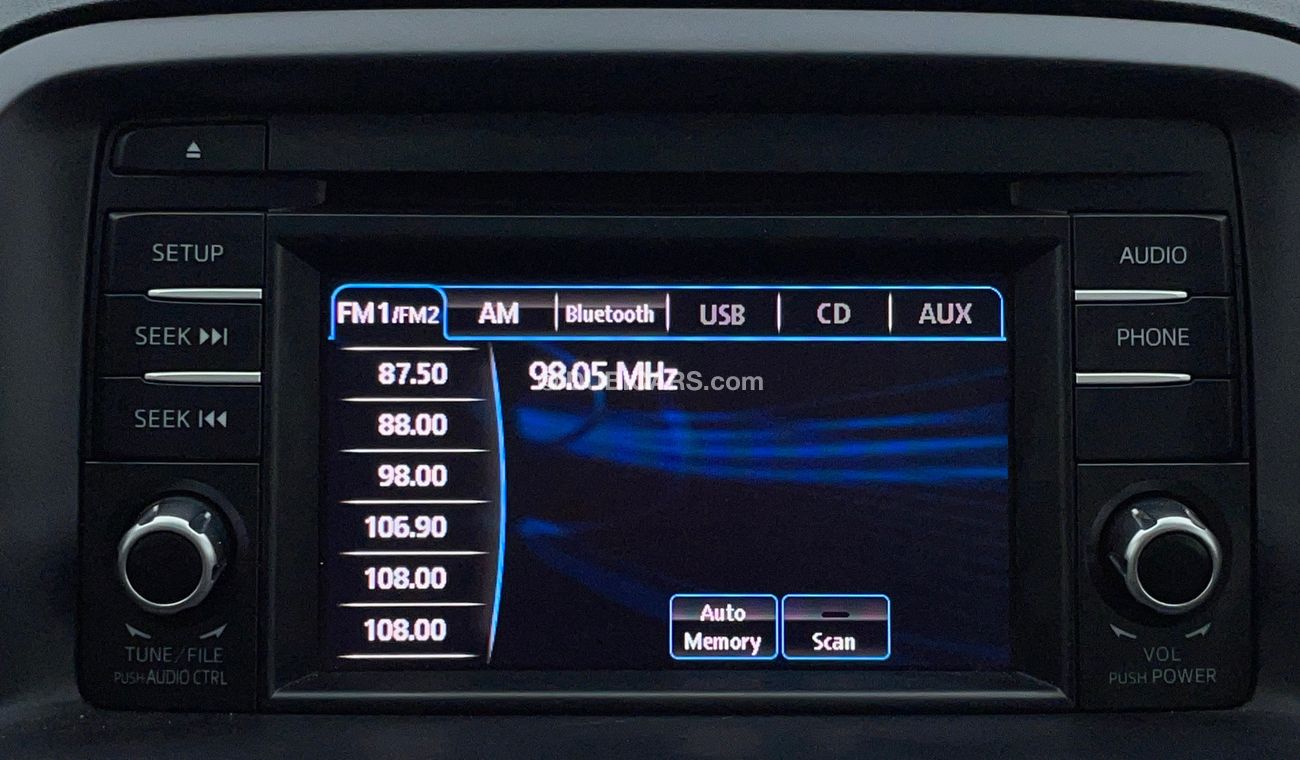 SETUP
SEEK
SEEK
TUNE/FILE
PUSH AUDIO CTRL
FM1/FM2 AM Bluetooth USB CD AUX
87.50
88.00
98.00
106.90
108.00
108.00
98.05 MHz
Auto
Memory
Scan
AUDIO
PHONE
VOL
PUSH POWER